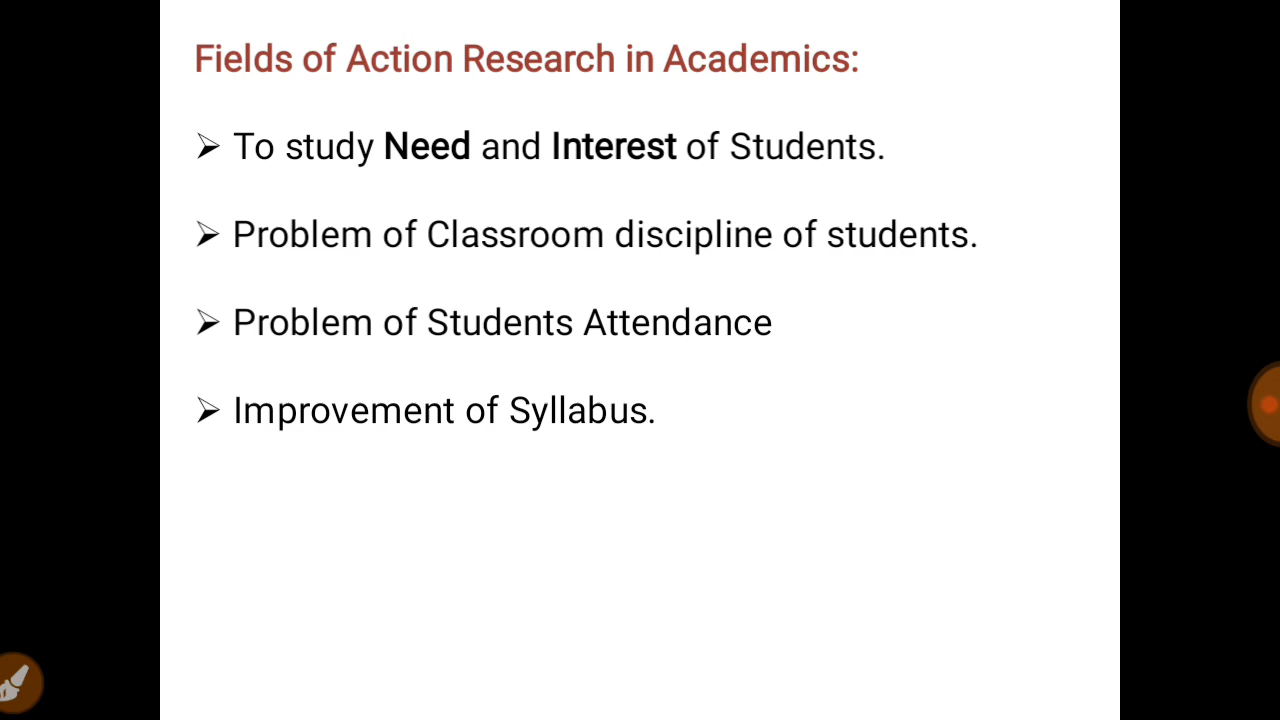 Fields of Action Research in Academics:
➢ To study Need and Interest of Students.
➢ Problem of Classroom discipline of students.
➢ Problem of Students Attendance
➢ Improvement of Syllabus.